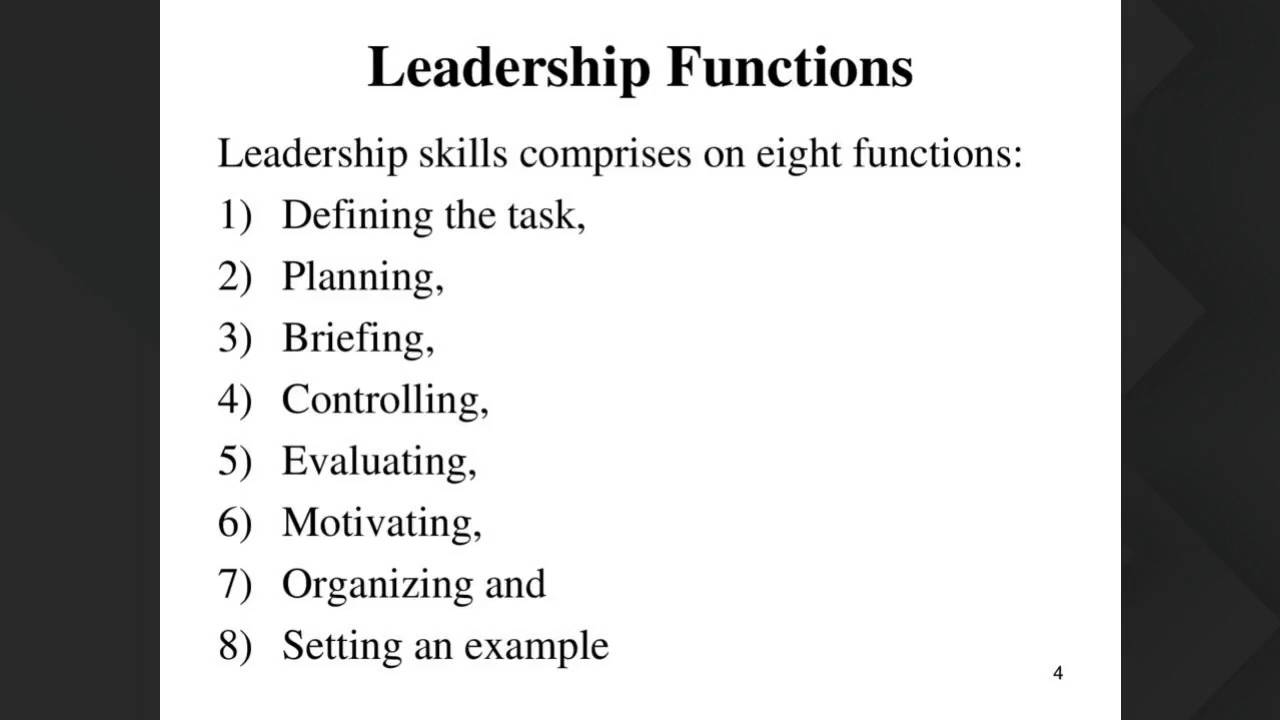 Leadership Functions
Leadership skills comprises on eight functions:
1) Defining the task,
2) Planning,
3) Briefing,
4) Controlling,
5) Evaluating,
6) Motivating,
7) Organizing and
8) Setting an example
4